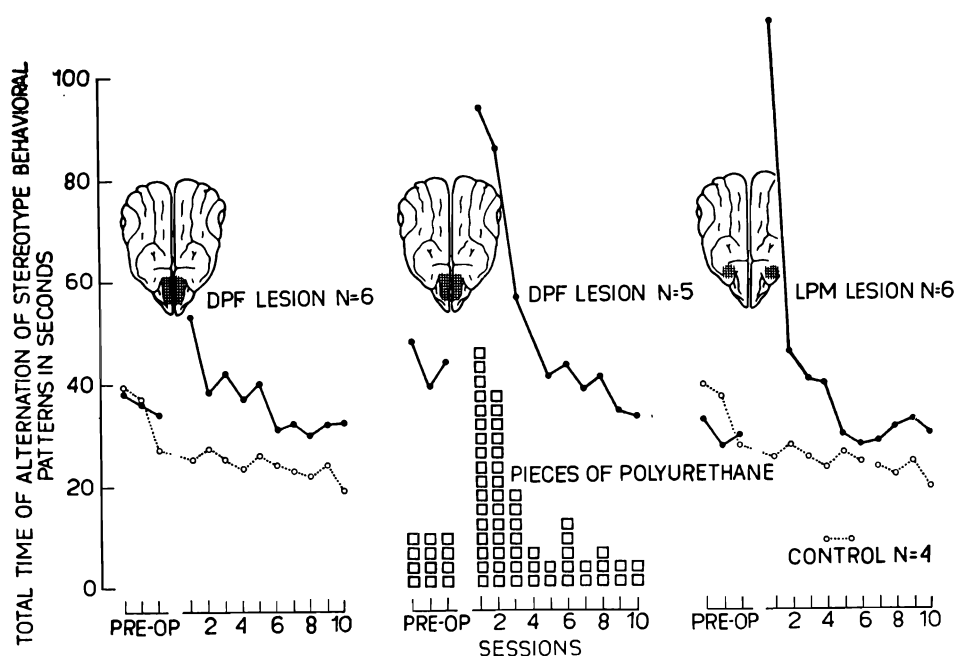 TOTAL TIME OF ALTERNATION OF STEREOTYPE BEHAVIORAL
PATTERNS IN SECONDS
100
80
60
40
20
0
DPF LESION N=6
DPF LESION N=5
LPM LESION N=6
PIECES OF POLYURETHANE
CONTROL N=4
PRE-OP 2 4 6 8 10
PRE-OP 2 4 6 8 10
PRE-OP 2 4 6 8 10
SESSIONS